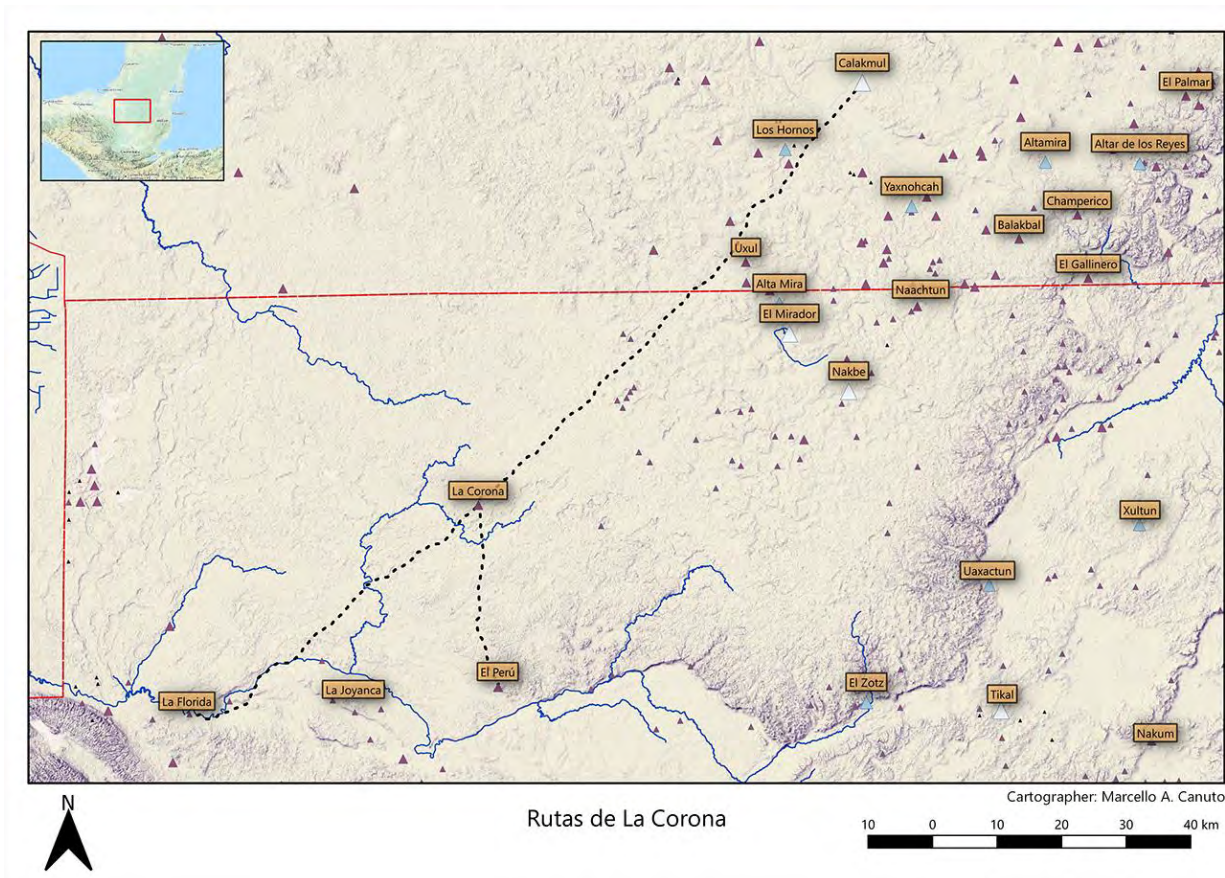 Calakmul
El Palmar
Los Hornos
Altamira
Altar de los Reyes
Yaxnohcah
Champerico
Balakbal
Uxul
El Gallinero
Alta Mira
Naachtun
El Mirador
Nakbe
La Corona
Xultun
Uaxactun
El Perú
El Zotz
La Joyanca
La Florida
Tikal
Nakum
N
Rutas de La Corona
Cartographer: Marcello A. Canuto
10 0 10 20 30 40 km